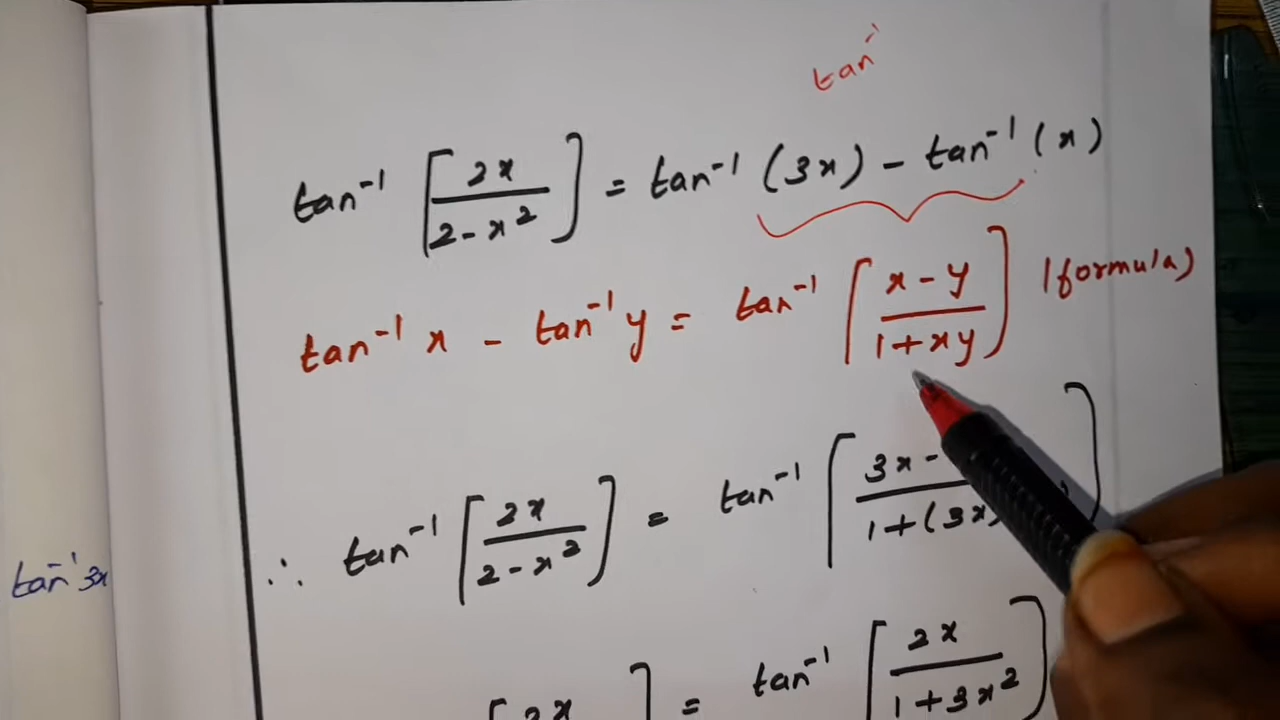 tan⁻¹
tan⁻¹ [2x / 2-x²] = tan⁻¹ (3x) - tan⁻¹ (x)
tan⁻¹ x - tan⁻¹ y = tan⁻¹ [x-y / 1+xy] (formula)
∴ tan⁻¹ [2x / 2-x²] = tan⁻¹ [3x- / 1+(3x) ]
tan⁻¹ 3x
[2x ] = tan⁻¹ [2x / 1+3x²]